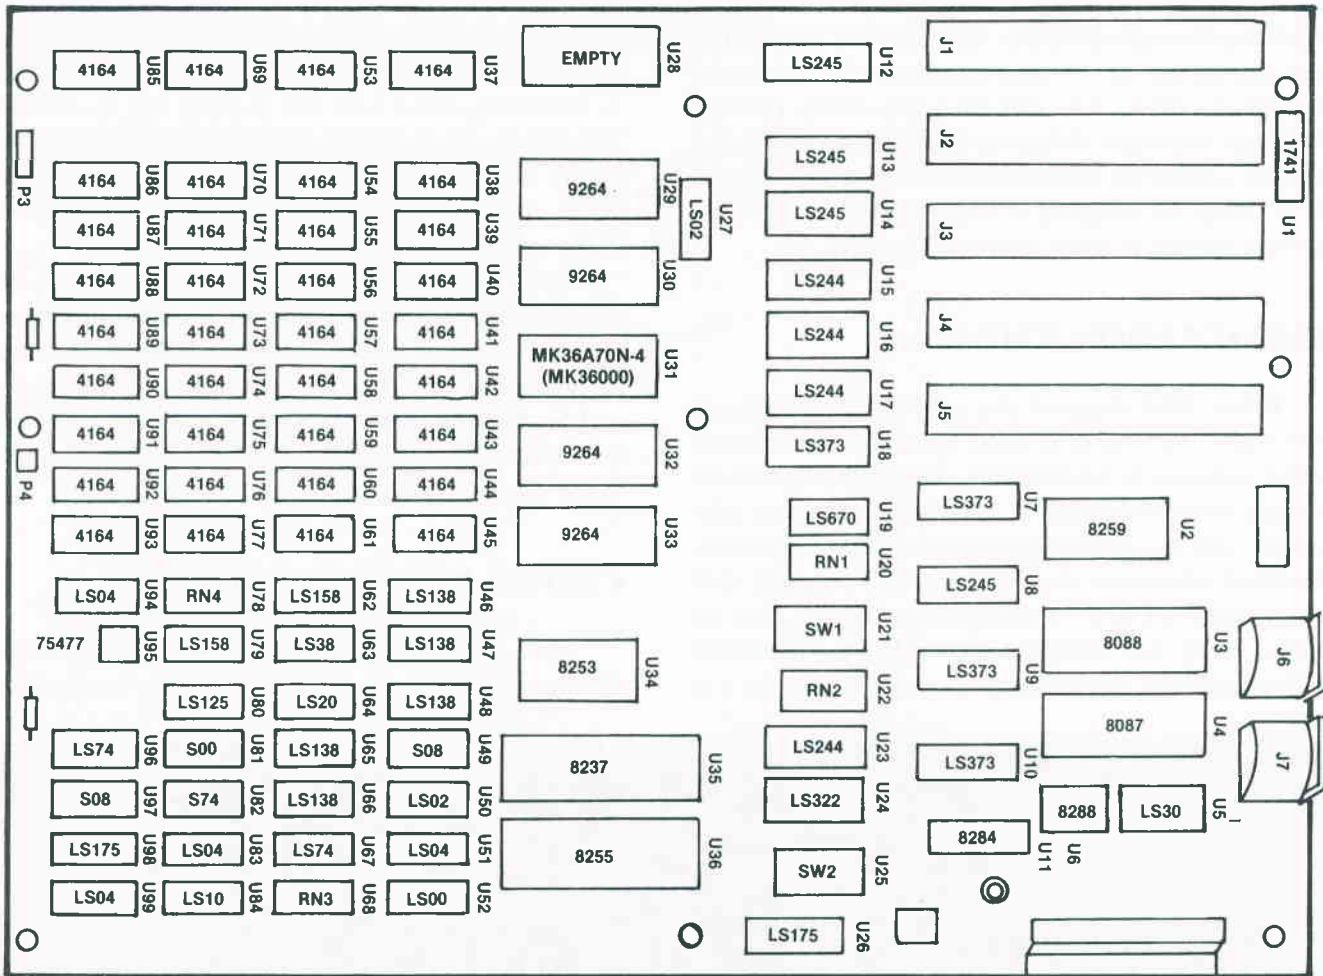 4164 U85 4164 U69 4164 U53 4164 U37 EMPTY U28 LS245 U12 J1
P3
4164 U86 4164 U70 4164 U54 4164 U38 9264 U29 LS02 U27 LS245 U13 J2 1741 U1
4164 U87 4164 U71 4164 U55 4164 U39 LS245 U14 J3
4164 U88 4164 U72 4164 U56 4164 U40 9264 U30 LS244 U15
4164 U89 4164 U73 4164 U57 4164 U41 LS244 U16 J4
MK36A70N-4 U31
(MK36000)
4164 U90 4164 U74 4164 U58 4164 U42 LS244 U17 J5
4164 U91 4164 U75 4164 U59 4164 U43 9264 U32 LS373 U18
P4
4164 U92 4164 U76 4164 U60 4164 U44 LS373 U7
4164 U93 4164 U77 4164 U61 4164 U45 9264 U33 LS670 U19 8259 U2
RN1 U20
LS04 U94 RN4 U78 LS158 U62 LS138 U46 LS245 U8
75477 U95 LS158 U79 LS38 U63 LS138 U47 SW1 U21 8088 U3 J6
8253 U34 LS373 U9
LS125 U80 LS20 U64 LS138 U48 RN2 U22
LS74 U96 S00 U81 LS138 U65 S08 U49 8237 U35 LS244 U23 LS373 U10 8087 U4 J7
S08 U97 S74 U82 LS138 U66 LS02 U50 LS322 U24 8288 U6 LS30 U5
LS175 U98 LS04 U83 LS74 U67 LS04 U51 8255 U36 8284 U11
LS04 U99 LS10 U84 RN3 U68 LS00 U52 SW2 U25
LS175 U26